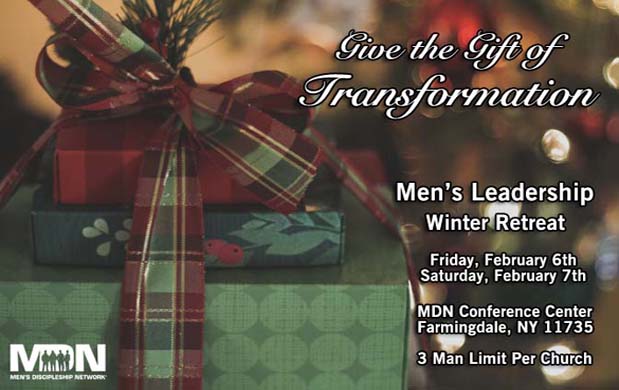 Give the Gift of
Transformation
Men's Leadership
Winter Retreat
Friday, February 6th
Saturday, February 7th
MDN Conference Center
Farmingdale, NY 11735
3 Man Limit Per Church
MDN
MEN'S DISCIPLESHIP NETWORK